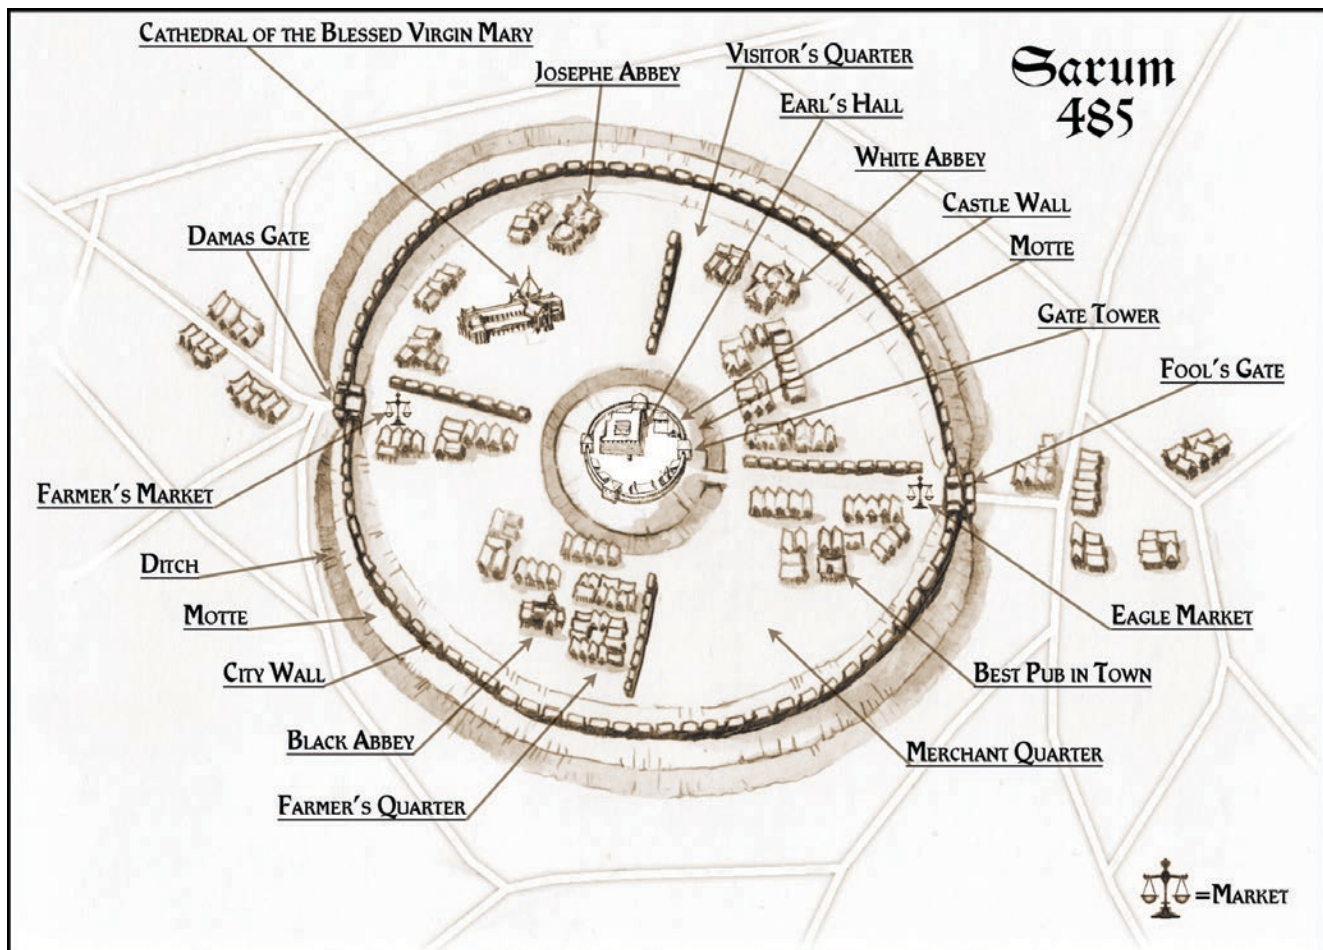 Cathedral of the Blessed Virgin Mary
Visitor's Quarter
Sarum
485
Josephe Abbey
Earl's Hall
White Abbey
Castle Wall
Damas Gate
Motte
Gate Tower
Fool's Gate
Farmer's Market
Ditch
Motte
Eagle Market
City Wall
Best Pub in Town
Black Abbey
Merchant Quarter
Farmer's Quarter
=Market